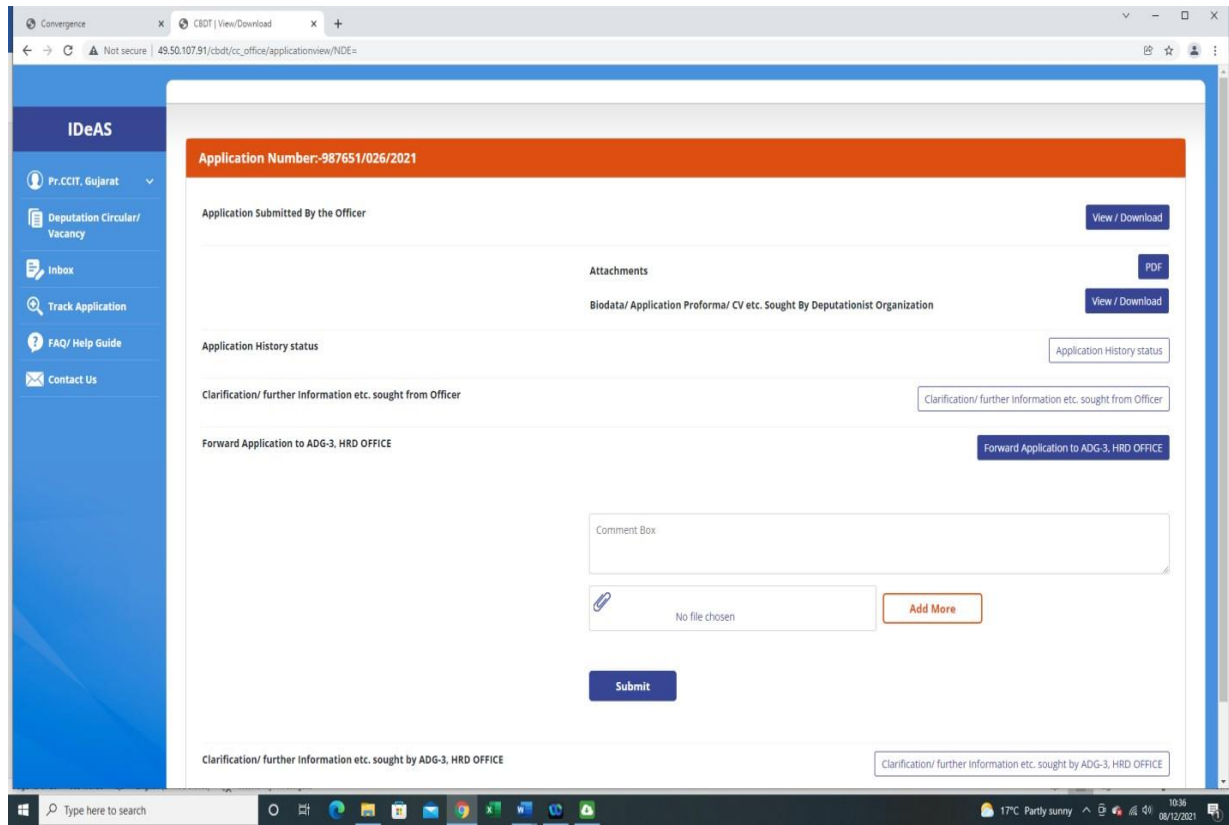 Convergence
CBDT | View/Download
Not secure | 49.50.107.91/cbdt/cc_office/applicationview/NDE=
IDeAS
Pr.CCIT, Gujarat
Deputation Circular/
Vacancy
Inbox
Track Application
FAQ/ Help Guide
Contact Us
Application Number:-987651/026/2021
Application Submitted By the Officer
View / Download
Attachments
PDF
Biodata/ Application Proforma/ CV etc. Sought By Deputationist Organization
View / Download
Application History status
Application History status
Clarification/ further Information etc. sought from Officer
Clarification/ further Information etc. sought from Officer
Forward Application to ADG-3, HRD OFFICE
Forward Application to ADG-3, HRD OFFICE
Comment Box
No file chosen
Add More
Submit
Clarification/ further Information etc. sought by ADG-3, HRD OFFICE
Clarification/ further Information etc. sought by ADG-3, HRD OFFICE
Type here to search
17°C Partly sunny
10:36
08/12/2021